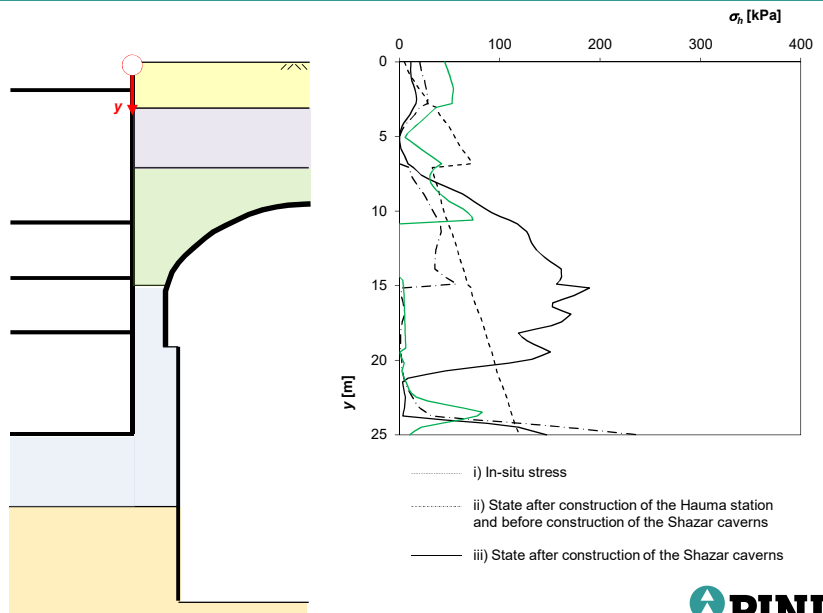 σh [kPa]
0 100 200 300 400
0
5
10
15
20
25
y [m]
y
i) In-situ stress
ii) State after construction of the Hauma station
and before construction of the Shazar caverns
iii) State after construction of the Shazar caverns